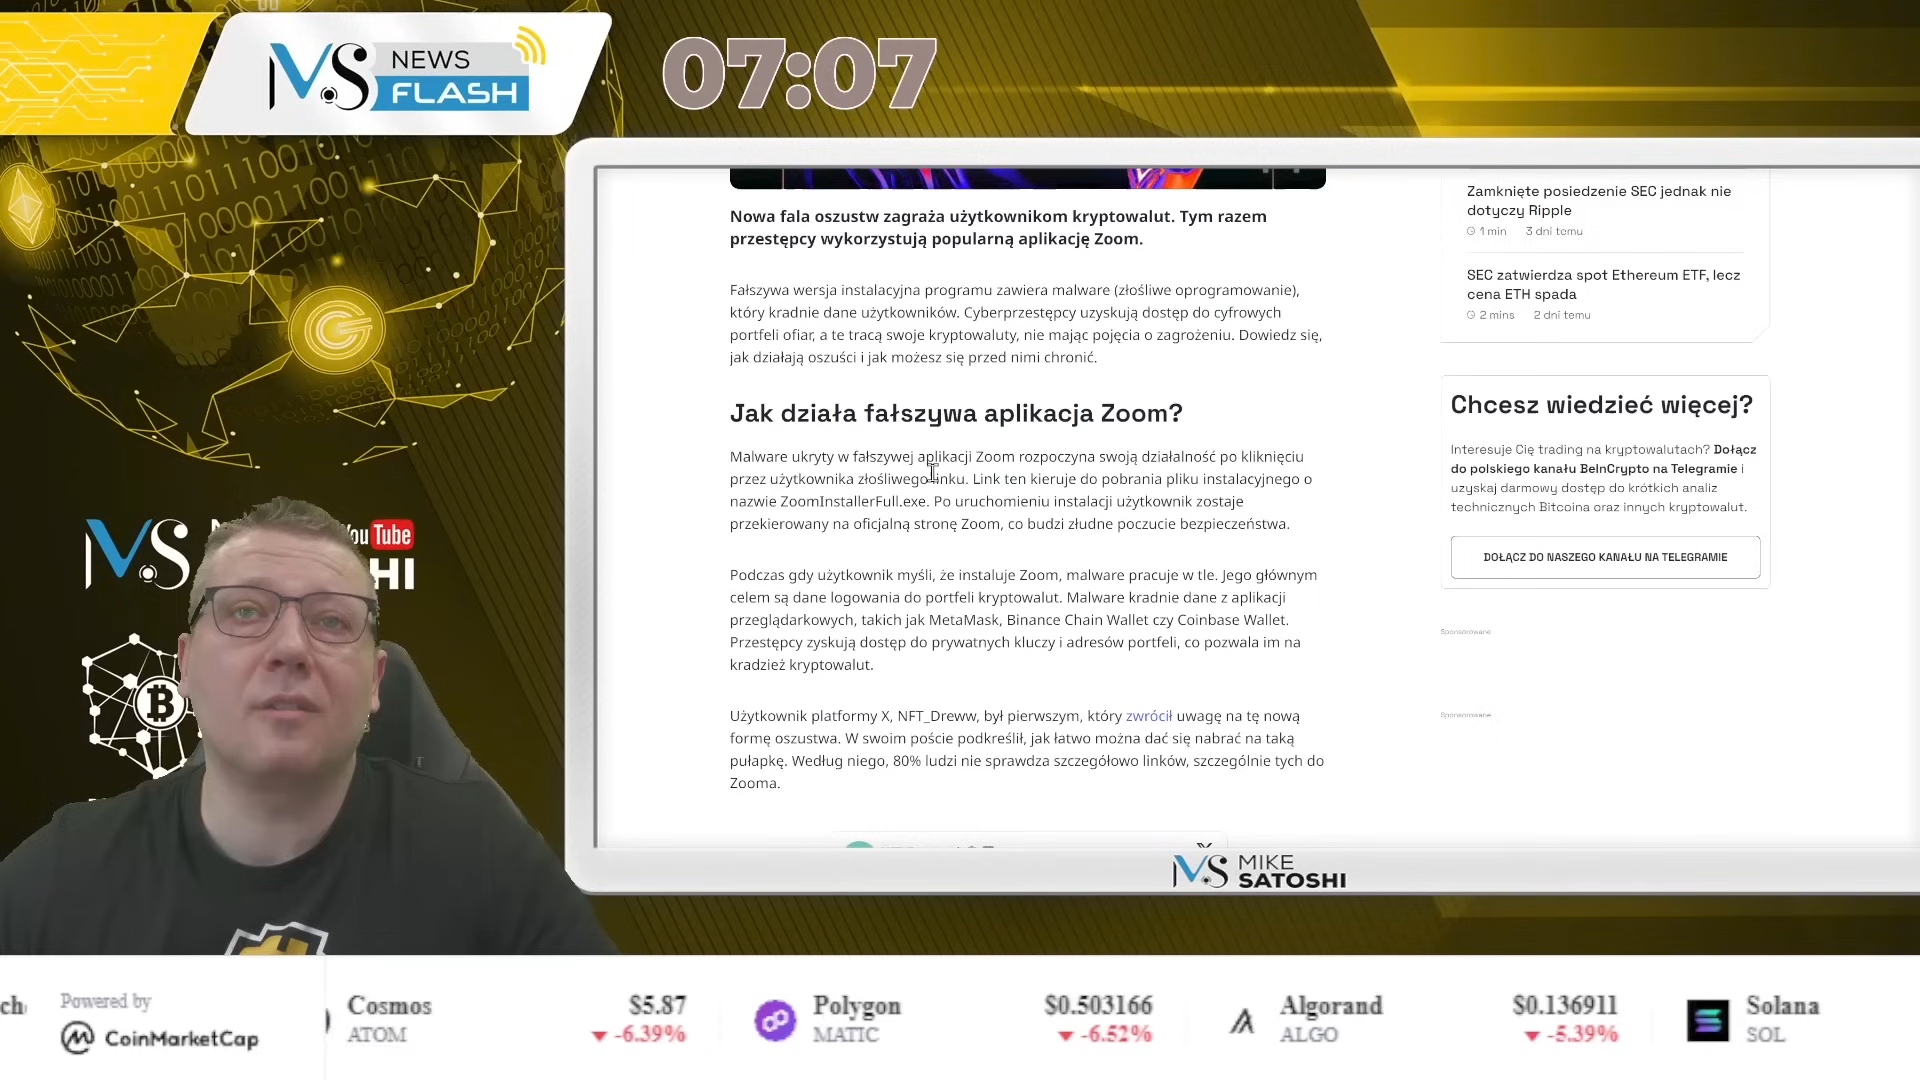 MS NEWS
FLASH
07:07
Nowa fala oszustw zagraża użytkownikom kryptowalut. Tym razem
przestępcy wykorzystują popularną aplikację Zoom.
Fałszywa wersja instalacyjna programu zawiera malware (złośliwe oprogramowanie),
który kradnie dane użytkowników. Cyberprzestępcy uzyskują dostęp do cyfrowych
portfeli ofiar, a te tracą swoje kryptowaluty, nie mając pojęcia o zagrożeniu. Dowiedz się,
jak działają oszuści i jak możesz się przed nimi chronić.
Jak działa fałszywa aplikacja Zoom?
Malware ukryty w fałszywej aplikacji Zoom rozpoczyna swoją działalność po kliknięciu
przez użytkownika złośliwego linku. Link ten kieruje do pobrania pliku instalacyjnego o
nazwie ZoomInstallerFull.exe. Po uruchomieniu instalacji użytkownik zostaje
przekierowany na oficjalną stronę Zoom, co budzi złudne poczucie bezpieczeństwa.
Podczas gdy użytkownik myśli, że instaluje Zoom, malware pracuje w tle. Jego głównym
celem są dane logowania do portfeli kryptowalut. Malware kradnie dane z aplikacji
przeglądarkowych, takich jak MetaMask, Binance Chain Wallet czy Coinbase Wallet.
Przestępcy zyskują dostęp do prywatnych kluczy i adresów portfeli, co pozwala im na
kradzież kryptowalut.
Użytkownik platformy X, NFT_Dreww, był pierwszym, który zwrócił uwagę na tę nową
formę oszustwa. W swoim poście podkreślił, jak łatwo można dać się nabrać na taką
pułapkę. Według niego, 80% ludzi nie sprawdza szczegółowo linków, szczególnie tych do
Zooma.
Zamknięte posiedzenie SEC jednak nie
dotyczy Ripple
1 min 3 dni temu
SEC zatwierdza spot Ethereum ETF, lecz
cena ETH spada
2 mins 2 dni temu
Chcesz wiedzieć więcej?
Interesuje Cię trading na kryptowalutach? Dołącz
do polskiego kanału BeInCrypto na Telegramie i
uzyskaj darmowy dostęp do krótkich analiz
technicznych Bitcoina oraz innych kryptowalut.
DOŁĄCZ DO NASZEGO KANAŁU NA TELEGRAMIE
Sponsorowane
Sponsorowane
MS
ou Tube
HI
MS MIKE
SATOSHI
ch
Powered by
CoinMarketCap
Cosmos $5.87
ATOM -6.39%
Polygon $0.503166
MATIC -6.52%
Algorand $0.136911
ALGO -5.39%
Solana
SOL